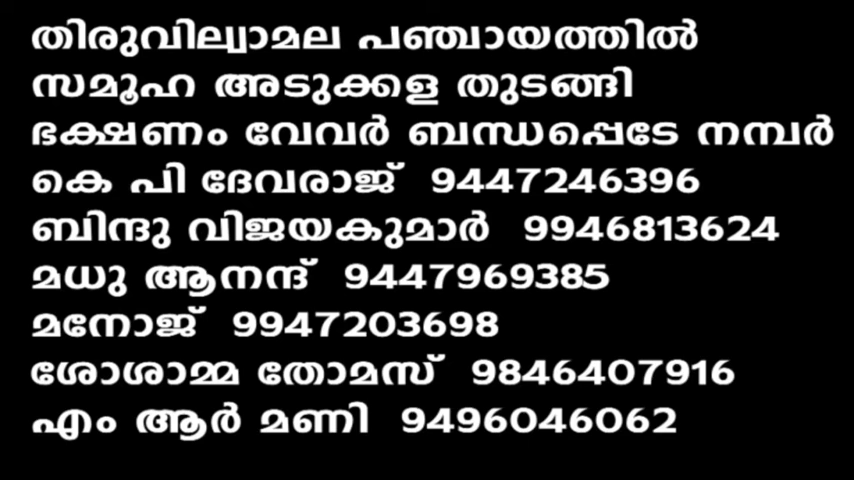 തിരുവില്വാമല പഞ്ചായത്തിൽ
സമൂഹ അടുക്കള തുടങ്ങി
ഭക്ഷണം വേവർ ബന്ധപ്പെടേ നമ്പർ
കെ പി ദേവരാജ് 9447246396
ബിന്ദു വിജയകുമാർ 9946813624
മധു ആനന്ദ് 9447969385
മനോജ് 9947203698
ശോശാമ്മ തോമസ് 9846407916
എം ആർ മണി 9496046062